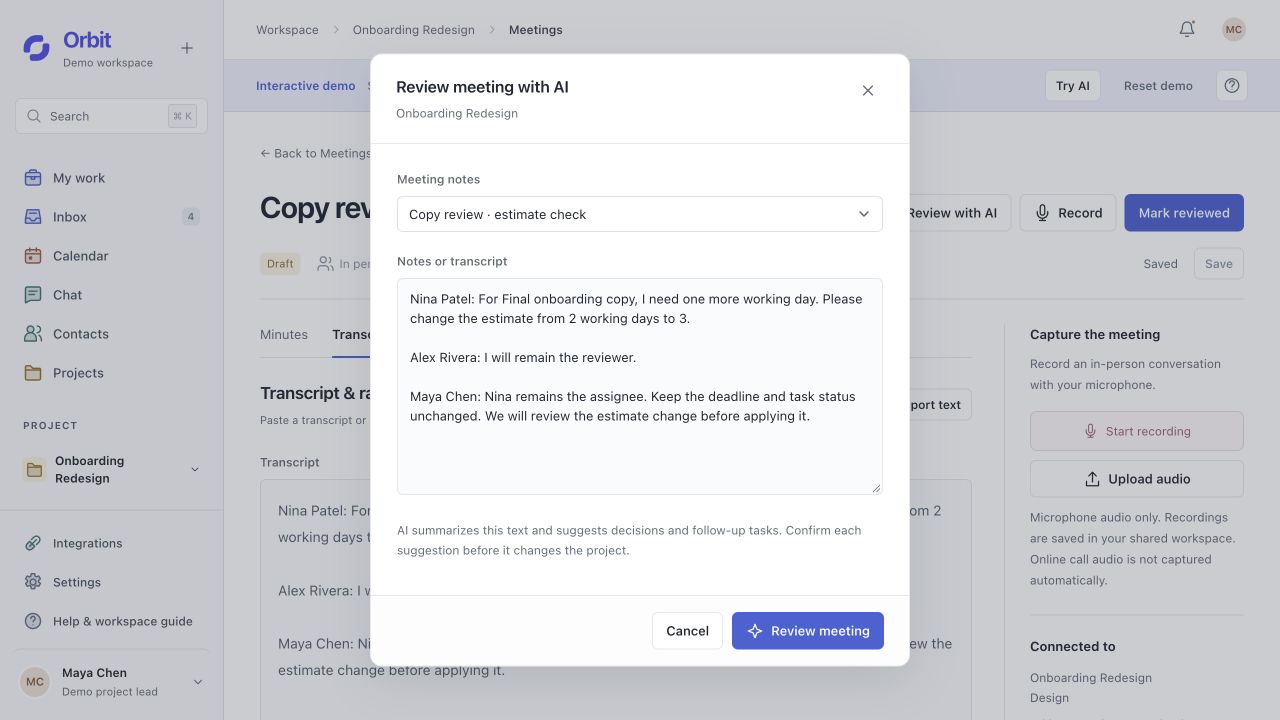 Orbit
Demo workspace
Search
⌘ K
My work
Inbox
4
Calendar
Chat
Contacts
Projects
PROJECT
Onboarding
Redesign
Integrations
Settings
Help & workspace guide
MC
Maya Chen
Demo project lead
Workspace
Onboarding Redesign
Meetings
MC
Interactive demo
Try AI
Reset demo
← Back to Meetings
Copy rev
Review with AI
Record
Mark reviewed
Draft
In per
Saved
Save
Minutes
Transc
Transcript & ra
Paste a transcript or
port text
Transcript
Nina Patel: For
om 2
working days t
Alex Rivera: I w
Maya Chen: Ni
ew the
estimate change before applying it.
Capture the meeting
Record an in-person conversation
with your microphone.
Start recording
Upload audio
Microphone audio only. Recordings
are saved in your shared workspace.
Online call audio is not captured
automatically.
Connected to
Onboarding Redesign
Design
Review meeting with AI
Onboarding Redesign
Meeting notes
Copy review · estimate check
Notes or transcript
Nina Patel: For Final onboarding copy, I need one more working day. Please
change the estimate from 2 working days to 3.
Alex Rivera: I will remain the reviewer.
Maya Chen: Nina remains the assignee. Keep the deadline and task status
unchanged. We will review the estimate change before applying it.
AI summarizes this text and suggests decisions and follow-up tasks. Confirm each
suggestion before it changes the project.
Cancel
Review meeting